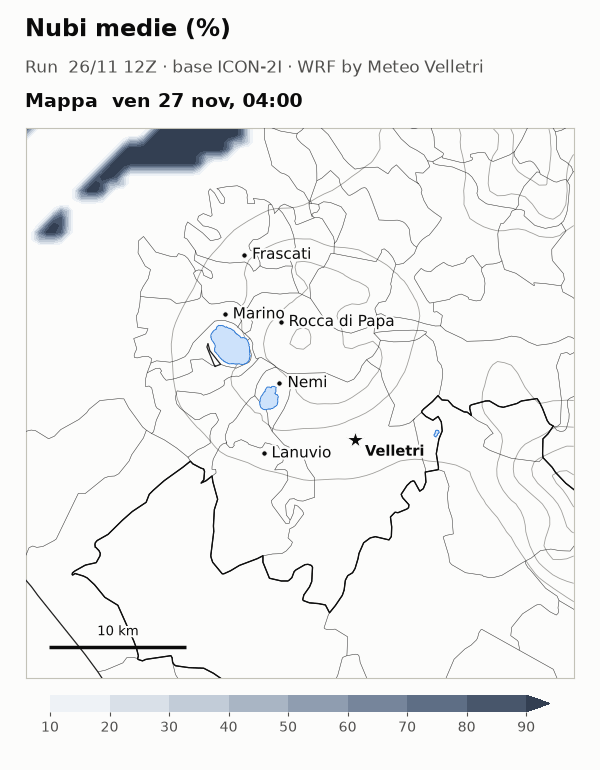 Nubi medie (%)
Run  26/11 12Z · base ICON-2I · WRF by Meteo Velletri
Mappa  ven 27 nov, 04:00
Frascati
Marino
Rocca di Papa
Nemi
Velletri
Lanuvio
10 km
10 20 30 40 50 60 70 80 90